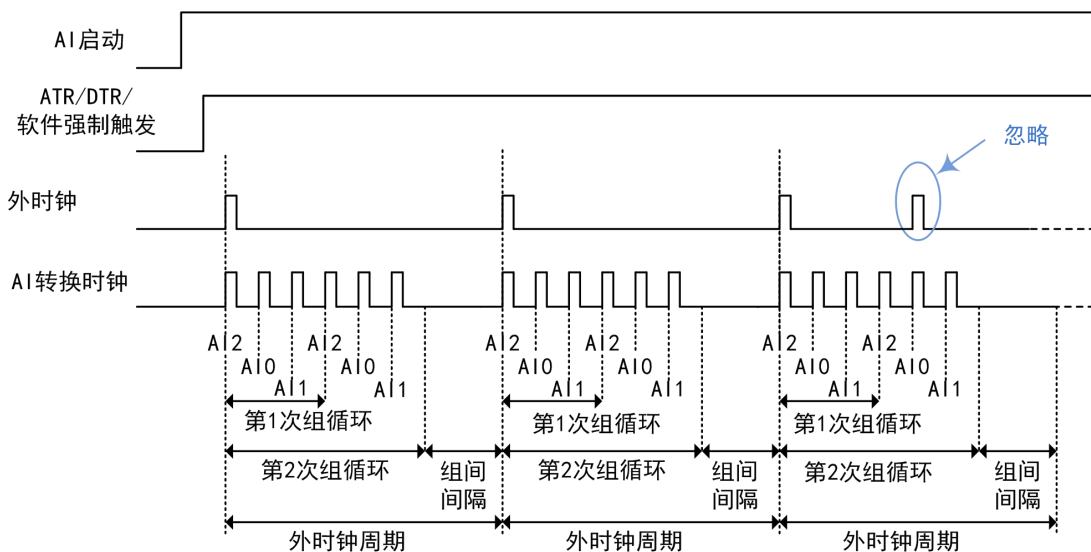 AI启动
ATR/DTR/
软件强制触发
忽略
外时钟
AI转换时钟
AI2 AI2 AI2 AI2 AI2 AI2
AI0 AI0 AI0 AI0 AI0 AI0
AI1 AI1 AI1 AI1 AI1 AI1
第1次组循环 第1次组循环 第1次组循环
第2次组循环 组间 第2次组循环 组间 第2次组循环 组间
间隔 间隔 间隔
外时钟周期 外时钟周期 外时钟周期